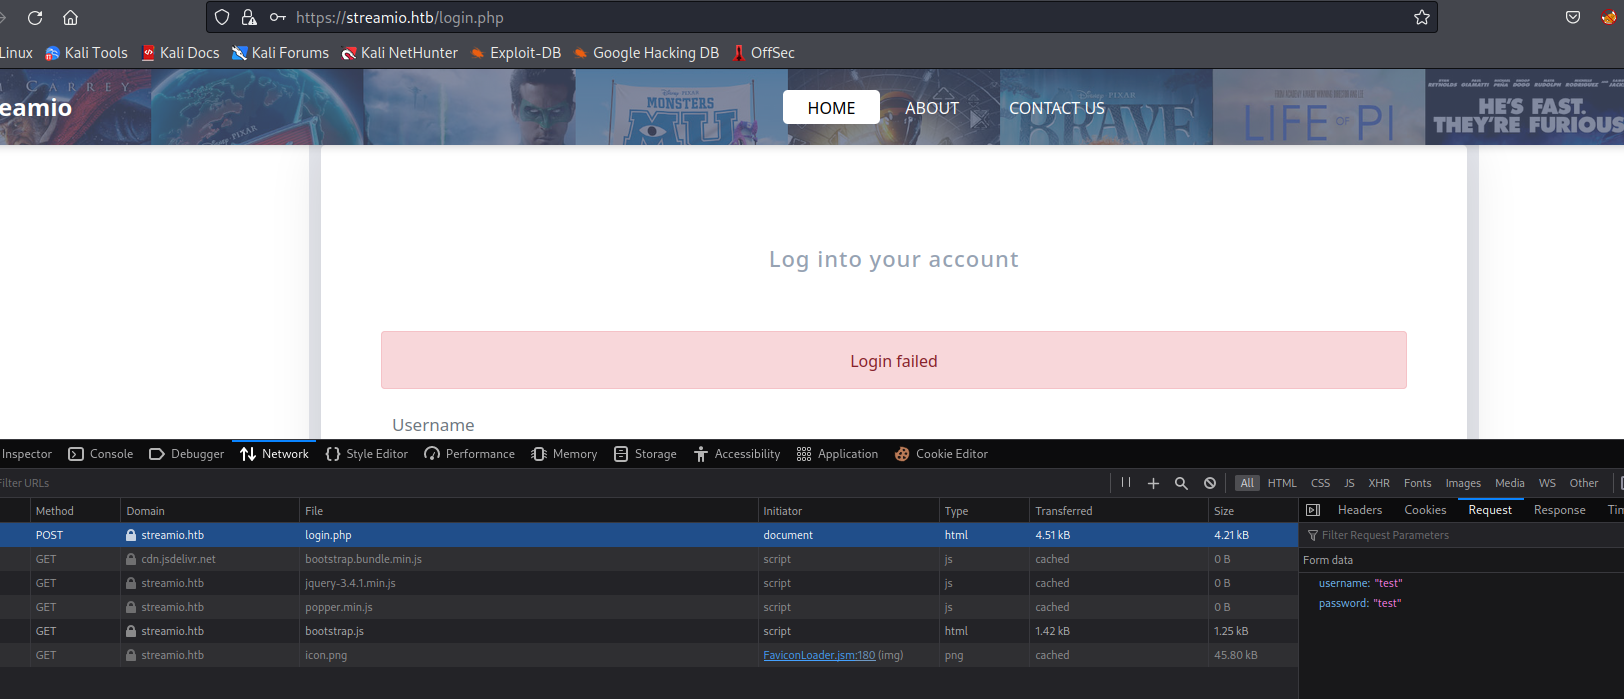 https://streamio.htb/login.php
Linux Kali Tools Kali Docs Kali Forums Kali NetHunter Exploit-DB Google Hacking DB OffSec
CARREY
eamio
DISNEY PIXAR
MONSTERS
MU
HOME
ABOUT
CONTACT US
BRAVE
LIFE OF PI
HE'S FAST.
THEY'RE FURIOUS
Log into your account
Login failed
Username
Inspector Console Debugger Network Style Editor Performance Memory Storage Accessibility Application Cookie Editor
Filter URLs
All HTML CSS JS XHR Fonts Images Media WS Other
Method Domain File Initiator Type Transferred Size Headers Cookies Request Response Tim
POST streamio.htb login.php document html 4.51 kB 4.21 kB Filter Request Parameters
GET cdn.jsdelivr.net bootstrap.bundle.min.js script js cached 0 B Form data
GET streamio.htb jquery-3.4.1.min.js script js cached 0 B username: "test"
GET streamio.htb popper.min.js script js cached 0 B password: "test"
GET streamio.htb bootstrap.js script html 1.42 kB 1.25 kB
GET streamio.htb icon.png FaviconLoader.jsm:180 (img) png cached 45.80 kB